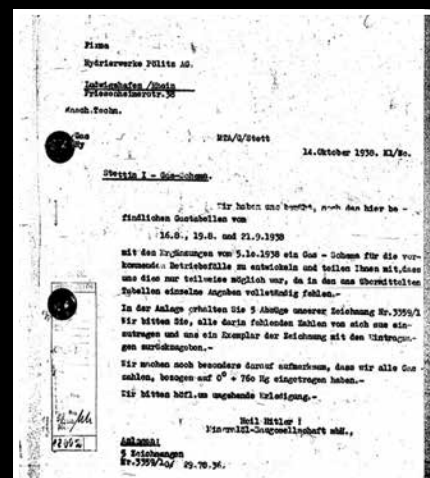 Firma
Hydrierwerke Pölitz AG.
Ludwigshafen /Rhein
Friesenheimerstr.38
Gas
Hy
MTA/G/Stett
14.Oktober 1938. Kl/No.
Stettin I - Gas-Schema.
Wir haben uns bemüht, nach den hier be-
findlichen Gastabellen vom
16.8., 19.8. und 21.9.1938
mit den Ergänzungen vom 5.10.1938 ein Gas - Schema für die vor-
kommenden Betriebsfälle zu entwickeln und teilen Ihnen mit,dass
uns dies nur teilweise möglich war, da in den uns übermittelten
Tabellen einzelne Angaben vollständig fehlen.-
In der Anlage erhalten Sie 5 Abzüge unserer Zeichnung Nr.3359/1
Wir bitten Sie, alle darin fehlenden Zahlen von sich aus ein-
zutragen und uns ein Exemplar der Zeichnung mit den Eintragun-
gen zurückzugeben.-
Wir machen noch besonders darauf aufmerksam, dass wir alle Gas-
zahlen, bezogen auf 0° + 760 Hg eingetragen haben.-
Wir bitten höfl.um umgehende Erledigung.-
Heil Hitler !
Mineralöl-Baugesellschaft mbH.,
Anlagen:
5 Zeichnungen